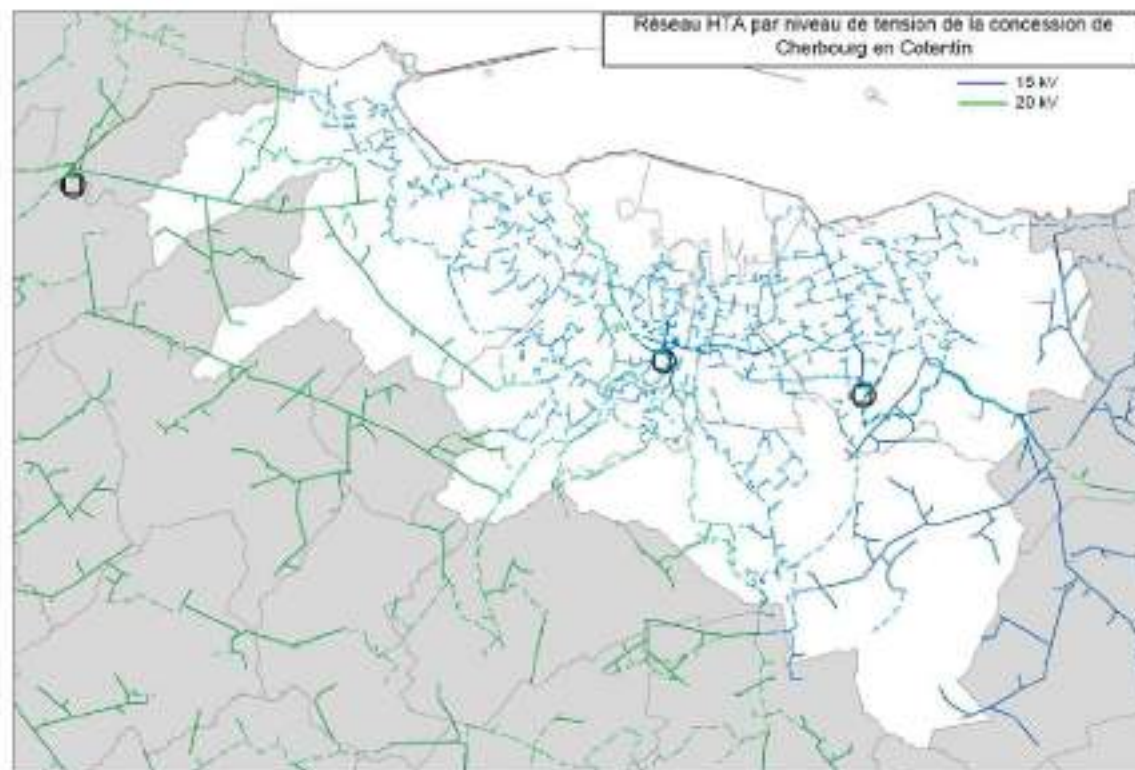 Réseau HTA par niveau de tension de la concession de
Cherbourg en Cotentin
15 kV
20 kV